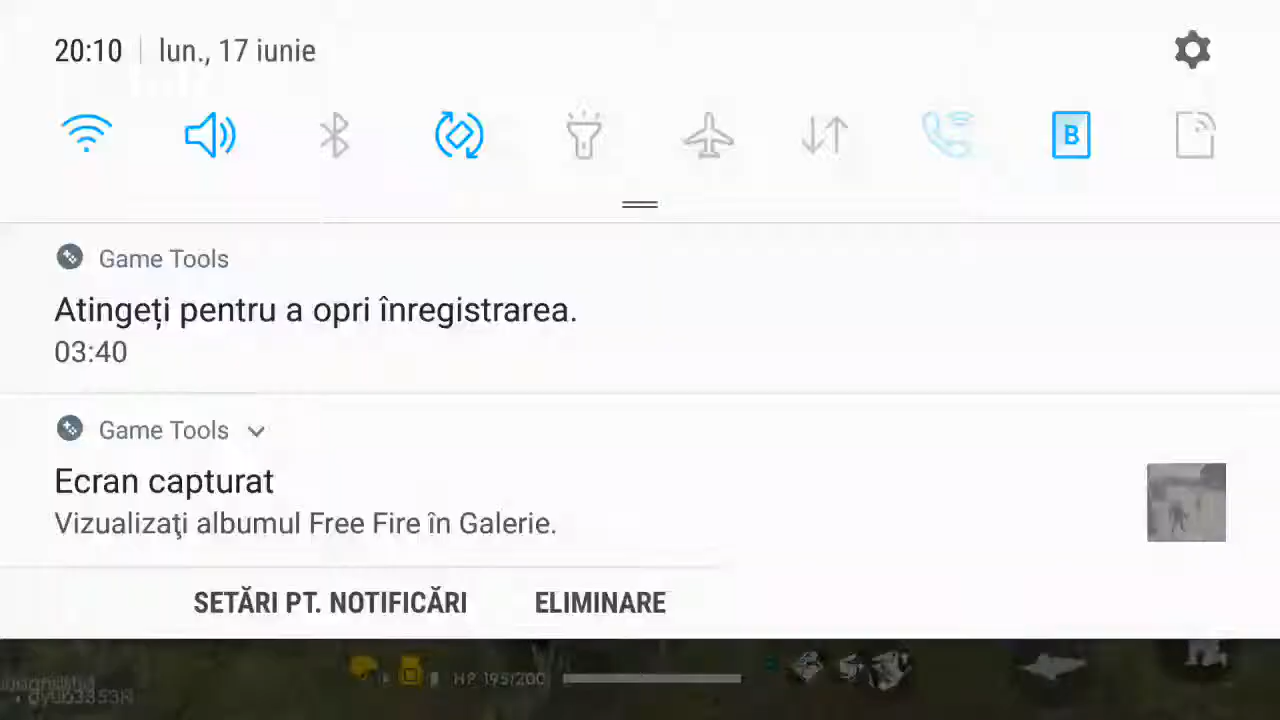 20:10 | lun., 17 iunie
B
Game Tools
Atingeți pentru a opri înregistrarea.
03:40
Game Tools
Ecran capturat
Vizualizaţi albumul Free Fire în Galerie.
SETĂRI PT. NOTIFICĂRI ELIMINARE
HP 195/200